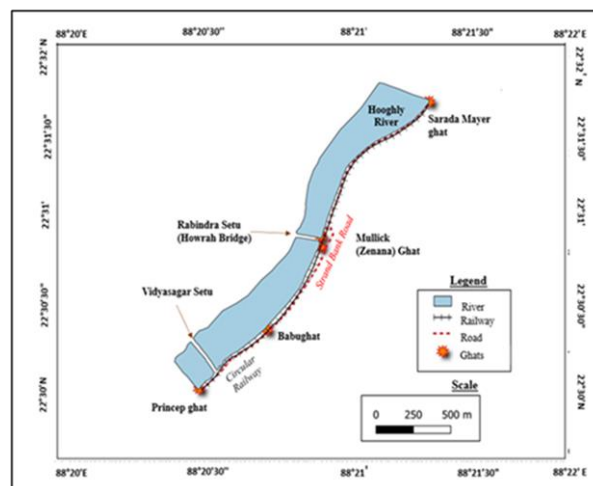 88°20'E
88°20'30"
88°21'
88°21'30"
88°22'E
22°32'N
22°32'N
Hooghly
River
Sarada Mayer
ghat
22°31'30"
22°31'30"
22°31'
22°31'
Rabindra Setu
(Howrah Bridge)
Mullick
(Zenana) Ghat
Strand Bank Road
Vidyasagar Setu
Legend
River
Railway
Road
Ghats
22°30'30"
22°30'30"
Babughat
Circular
Railway
Princep ghat
Scale
0 250 500 m
22°30'N
22°30'N
88°20'E
88°20'30"
88°21'
88°21'30"
88°22'E